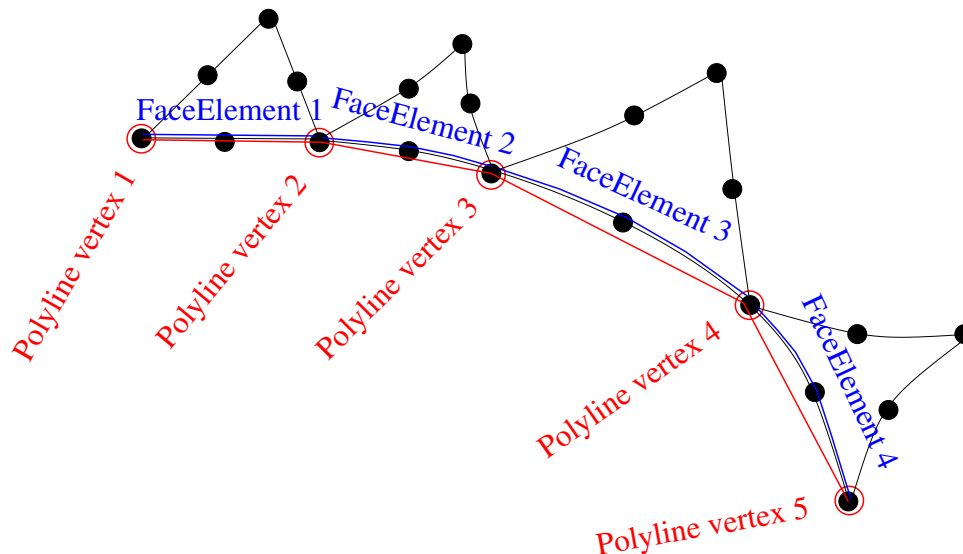 FaceElement 1
FaceElement 2
FaceElement 3
FaceElement 4
Polyline vertex 1
Polyline vertex 2
Polyline vertex 3
Polyline vertex 4
Polyline vertex 5